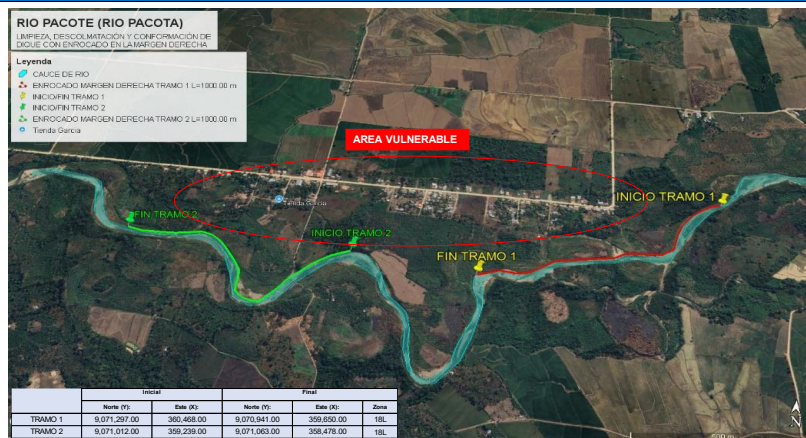 RIO PACOTE (RIO PACOTA)
LIMPIEZA, DESCOLMATACIÓN Y CONFORMACIÓN DE
DIQUE CON ENROCADO EN LA MARGEN DERECHA
Leyenda
CAUCE DE RIO
ENROCADO MARGEN DERECHA TRAMO 1 L=1000.00 m
INICIO/FIN TRAMO 1
INICIO/FIN TRAMO 2
ENROCADO MARGEN DERECHA TRAMO 2 L=1000.00 m
Tienda Garcia
AREA VULNERABLE
INICIO TRAMO 1
Tienda Garcia
FIN TRAMO 2
INICIO TRAMO 2
FIN TRAMO 1
Inicial Final
Norte (Y): Este (X): Norte (Y): Este (X): Zona
TRAMO 1 9,071,297.00 360,468.00 9,070,941.00 359,650.00 18L
TRAMO 2 9,071,012.00 359,239.00 9,071,063.00 358,478.00 18L
N
600 m